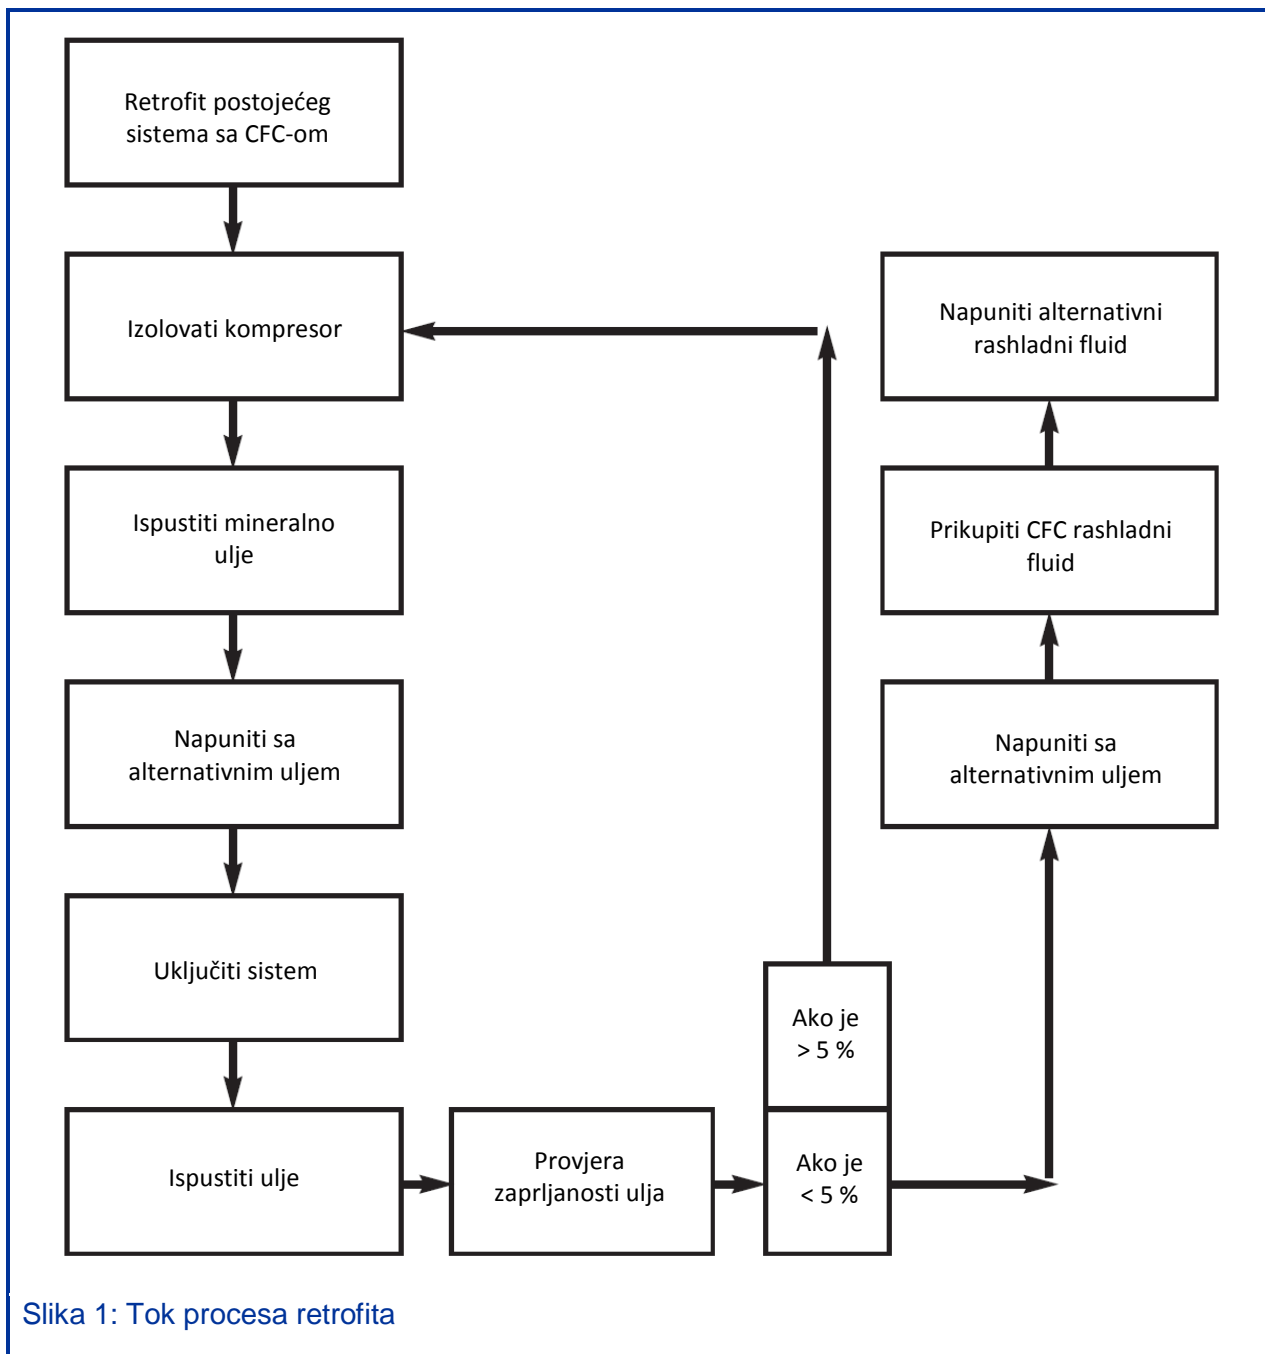 Retrofit postojećeg
sistema sa CFC-om
Izolovati kompresor
Ispustiti mineralno
ulje
Napuniti sa
alternativnim uljem
Uključiti sistem
Ispustiti ulje
Provjera
zaprljanosti ulja
Ako je
> 5 %
Ako je
< 5 %
Napuniti sa
alternativnim uljem
Prikupiti CFC rashladni
fluid
Napuniti alternativni
rashladni fluid
Slika 1: Tok procesa retrofita